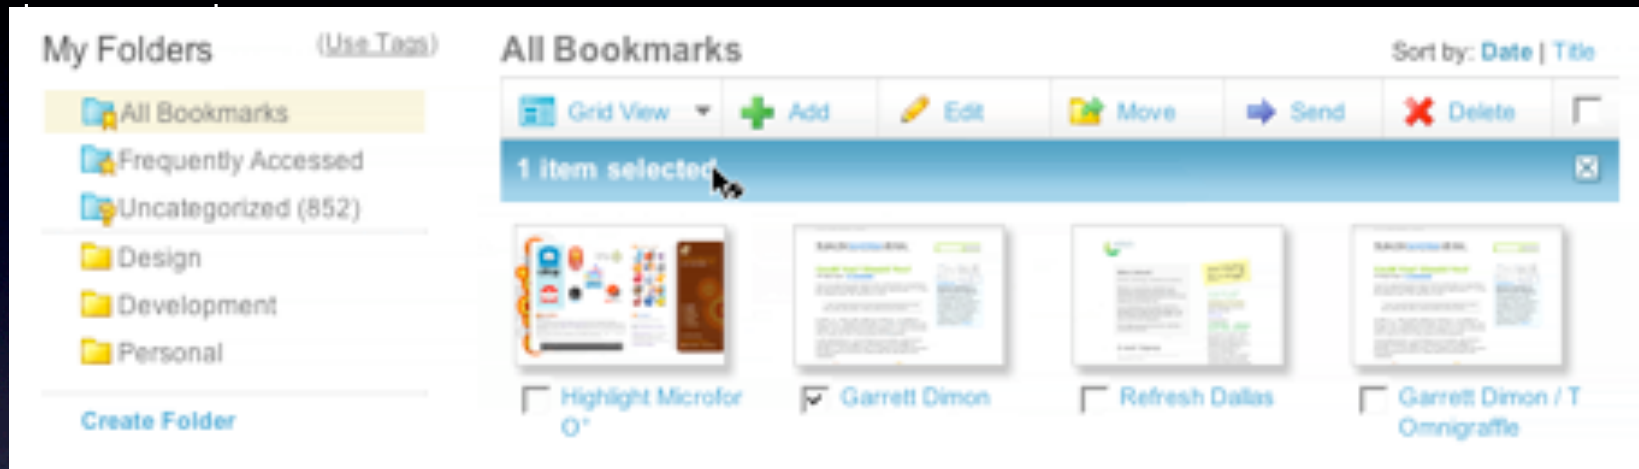 My Folders (Use Tags)
All Bookmarks
Frequently Accessed
Uncategorized (852)
Design
Development
Personal
Create Folder
All Bookmarks
Sort by: Date | Title
Grid View Add Edit Move Send Delete
1 item selected
Highlight Microfor
O"
Garrett Dimon
Refresh Dallas
Garrett Dimon / T
Omnigraffle